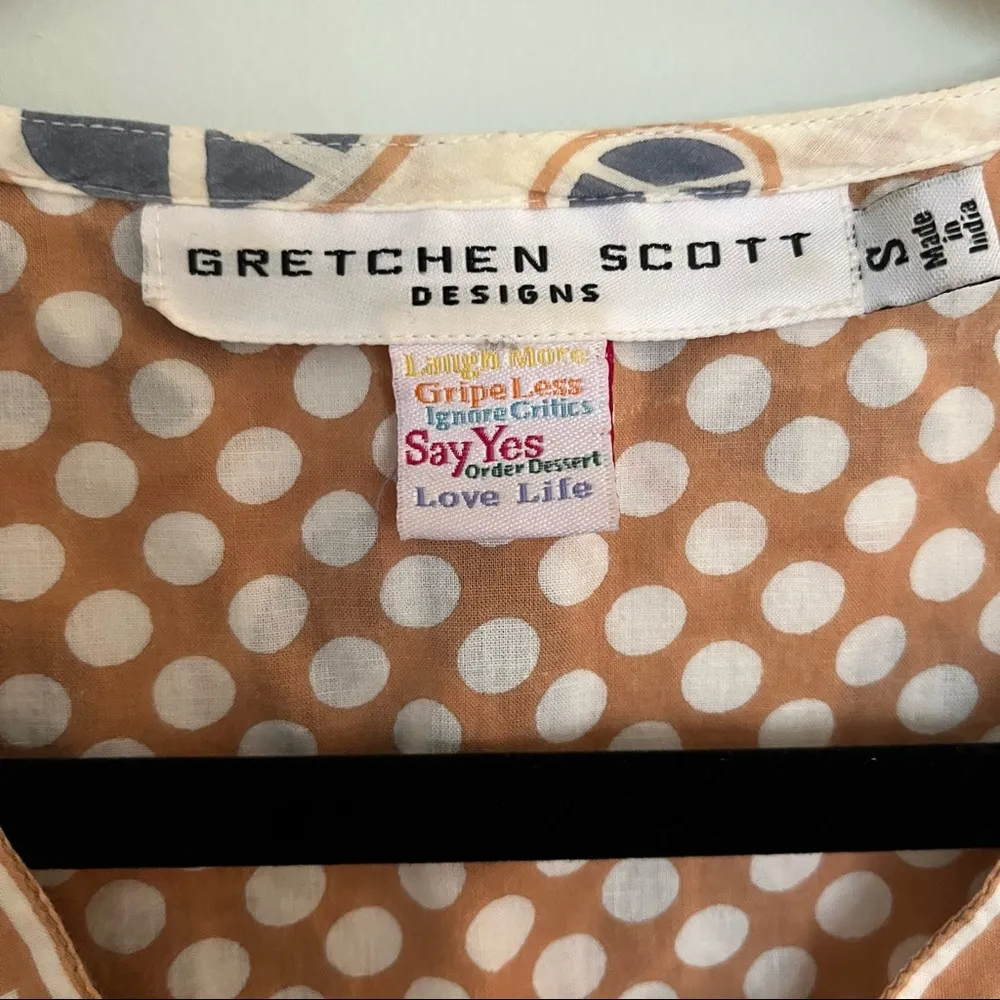 GRETCHEN SCOTT
DESIGNS
S
Made
in
India
Laugh More
Gripe Less
Ignore Critics
Say Yes
Order Dessert
Love Life